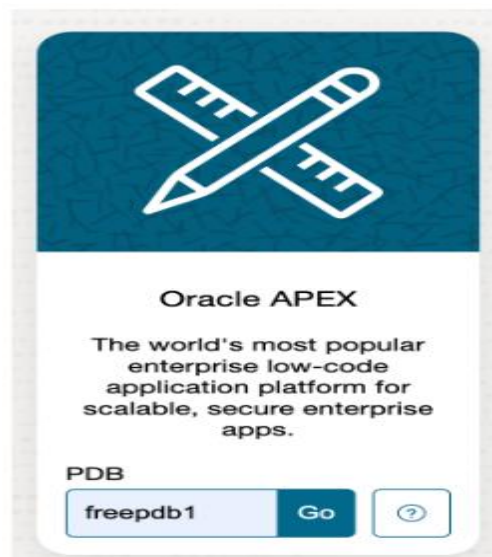 Oracle APEX
The world's most popular
enterprise low-code
application platform for
scalable, secure enterprise
apps.
PDB
freepdb1 Go ?